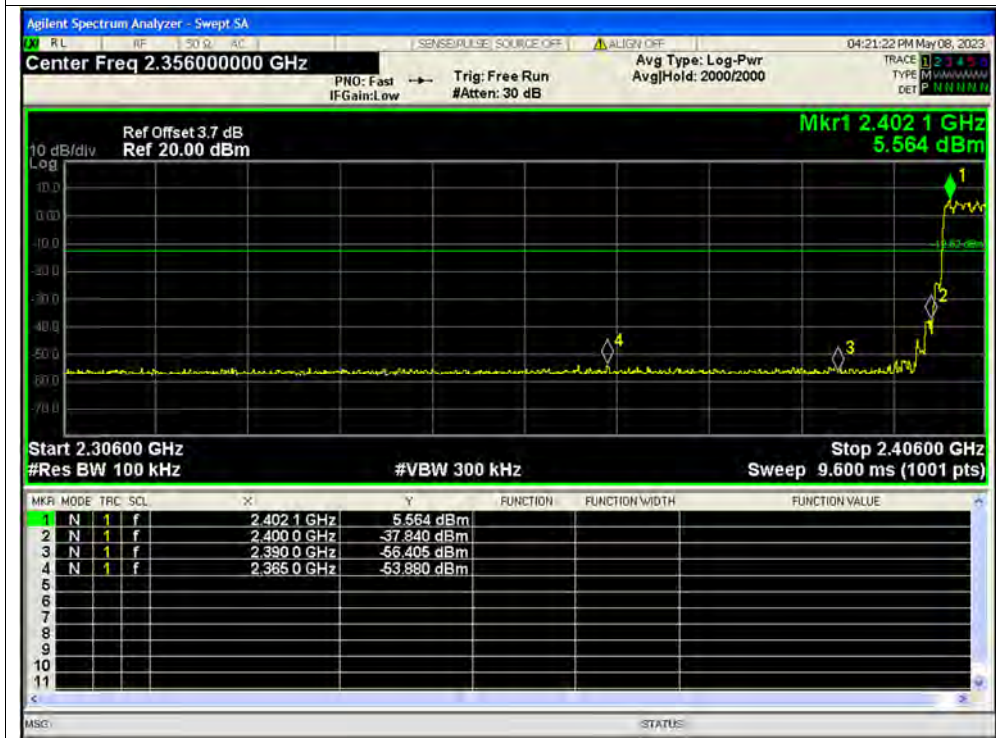 Agilent Spectrum Analyzer - Swept SA
RL RF 50 Ω AC SENSE:PULSE SOURCE OFF ALIGN OFF 04:21:22 PM May 08, 2023
Center Freq 2.356000000 GHz
PNO: Fast Trig: Free Run Avg Type: Log-Pwr TRACE 1 2 3 4 5 6
IFGain:Low #Atten: 30 dB Avg|Hold: 2000/2000 TYPE M
DET P N N N N N
Ref Offset 3.7 dB Mkr1 2.402 1 GHz
10 dB/div Ref 20.00 dBm 5.564 dBm
Log
10.0
0.00
-10.0
-20.0
-30.0
-40.0
-50.0
-60.0
-70.0
1
2
3
4
Start 2.30600 GHz Stop 2.40600 GHz
#Res BW 100 kHz #VBW 300 kHz Sweep 9.600 ms (1001 pts)
MKR MODE TRC SCL X Y FUNCTION FUNCTION WIDTH FUNCTION VALUE
1 N 1 f 2.402 1 GHz 5.564 dBm
2 N 1 f 2.400 0 GHz -37.840 dBm
3 N 1 f 2.390 0 GHz -56.405 dBm
4 N 1 f 2.365 0 GHz -53.880 dBm
5
6
7
8
9
10
11
MSG STATUS